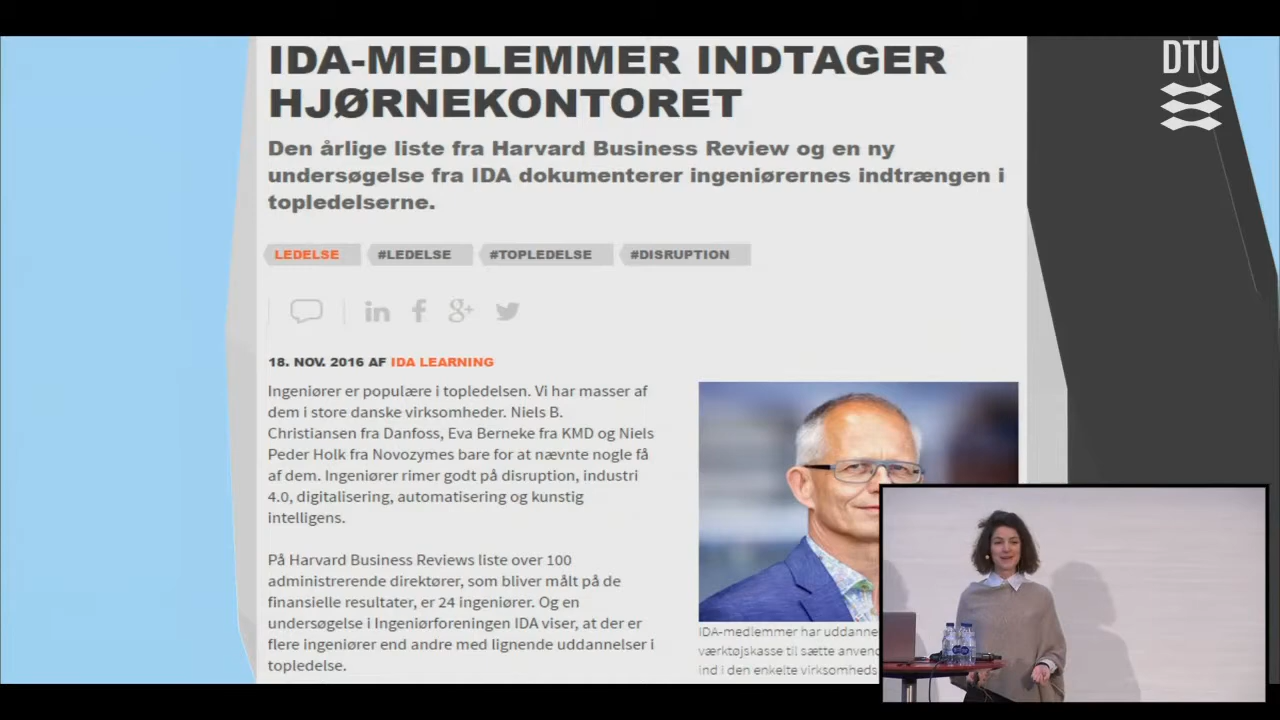 IDA-MEDLEMMER INDTAGER
HJØRNEKONTORET
DTU
Den årlige liste fra Harvard Business Review og en ny
undersøgelse fra IDA dokumenterer ingeniørernes indtrængen i
topledelserne.
LEDELSE #LEDELSE #TOPLEDELSE #DISRUPTION
in f g+
18. NOV. 2016 AF IDA LEARNING
Ingeniører er populære i topledelsen. Vi har masser af
dem i store danske virksomheder. Niels B.
Christiansen fra Danfoss, Eva Berneke fra KMD og Niels
Peder Holk fra Novozymes bare for at nævnte nogle få
af dem. Ingeniører rimer godt på disruption, industri
4.0, digitalisering, automatisering og kunstig
intelligens.
På Harvard Business Reviews liste over 100
administrerende direktører, som bliver målt på de
finansielle resultater, er 24 ingeniører. Og en
undersøgelse i Ingeniørforeningen IDA viser, at der er
flere ingeniører end andre med lignende uddannelser i
topledelse.
IDA-medlemmer har uddanne
værktøjskasse til sætte anvend
ind i den enkelte virksomheds